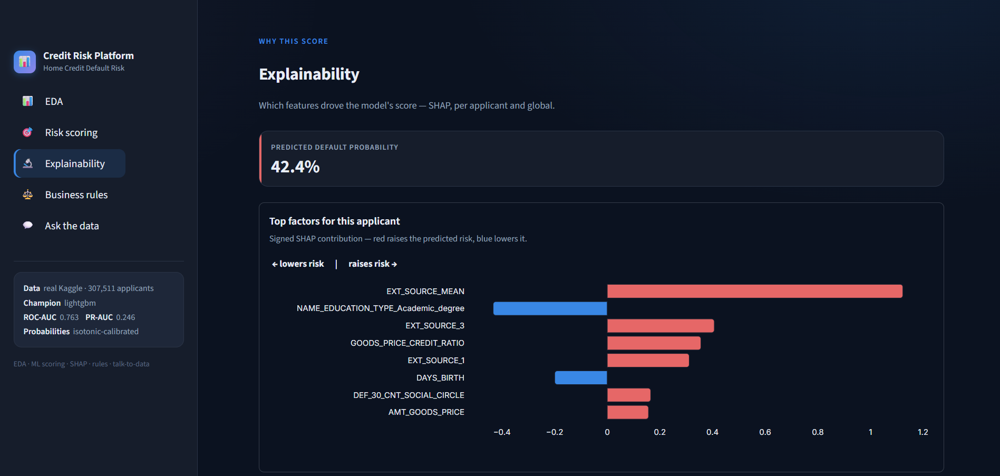 Credit Risk Platform
Home Credit Default Risk
EDA
Risk scoring
Explainability
Business rules
Ask the data
Data real Kaggle · 307,511 applicants
Champion lightgbm
ROC-AUC 0.763 PR-AUC 0.246
Probabilities isotonic-calibrated
EDA · ML scoring · SHAP · rules · talk-to-data
WHY THIS SCORE
Explainability
Which features drove the model's score — SHAP, per applicant and global.
PREDICTED DEFAULT PROBABILITY
42.4%
Top factors for this applicant
Signed SHAP contribution — red raises the predicted risk, blue lowers it.
← lowers risk | raises risk →
EXT_SOURCE_MEAN
NAME_EDUCATION_TYPE_Academic_degree
EXT_SOURCE_3
GOODS_PRICE_CREDIT_RATIO
EXT_SOURCE_1
DAYS_BIRTH
DEF_30_CNT_SOCIAL_CIRCLE
AMT_GOODS_PRICE
−0.4 −0.2 0 0.2 0.4 0.6 0.8 1 1.2